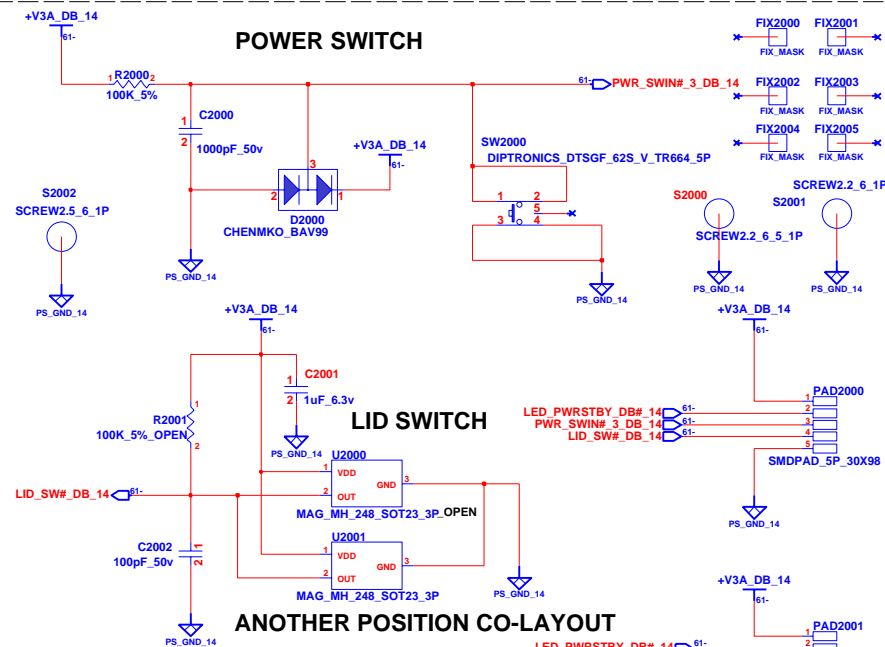 +V3A_DB_14
61-
POWER SWITCH
R2000
1 2
100K_5%
C2000
1
2
1000pF_50v
61-
PWR_SWIN#_3_DB_14
FIX2000
FIX_MASK
FIX2001
FIX_MASK
FIX2002
FIX_MASK
FIX2003
FIX_MASK
FIX2004
FIX_MASK
FIX2005
FIX_MASK
+V3A_DB_14
61-
3
2
1
D2000
CHENMKO_BAV99
PS_GND_14
SW2000
DIPTRONICS_DTSGF_62S_V_TR664_5P
1 2
5
3 4
PS_GND_14
S2002
SCREW2.5_6_1P
PS_GND_14
S2000
SCREW2.2_6_5_1P
PS_GND_14
SCREW2.2_6_1P
S2001
PS_GND_14
+V3A_DB_14
61-
C2001
1
2
1uF_6.3v
PS_GND_14
LID SWITCH
1
R2001
100K_5%_OPEN
2
LID_SW#_DB_14
61-
U2000
1 VDD
2 OUT
GND 3
MAG_MH_248_SOT23_3P_OPEN
U2001
1 VDD
2 OUT
GND 3
MAG_MH_248_SOT23_3P
PS_GND_14
C2002
1
2
100pF_50v
PS_GND_14
ANOTHER POSITION CO-LAYOUT
+V3A_DB_14
61-
LED_PWRSTBY_DB#_14
61-
PWR_SWIN#_3_DB_14
61-
LID_SW#_DB_14
61-
PAD2000
1
2
3
4
5
SMDPAD_5P_30X98
PS_GND_14
+V3A_DB_14
61-
PAD2001
1
2
LED_PWRSTBY_DB#_14
61-